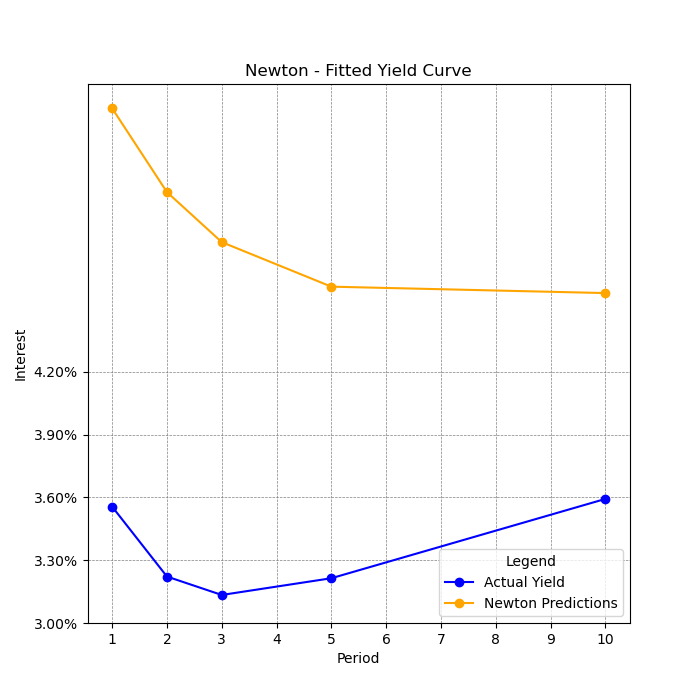 Newton - Fitted Yield Curve
Interest
4.20%
3.90%
3.60%
3.30%
3.00%
Legend
Actual Yield
Newton Predictions
1 2 3 4 5 6 7 8 9 10
Period